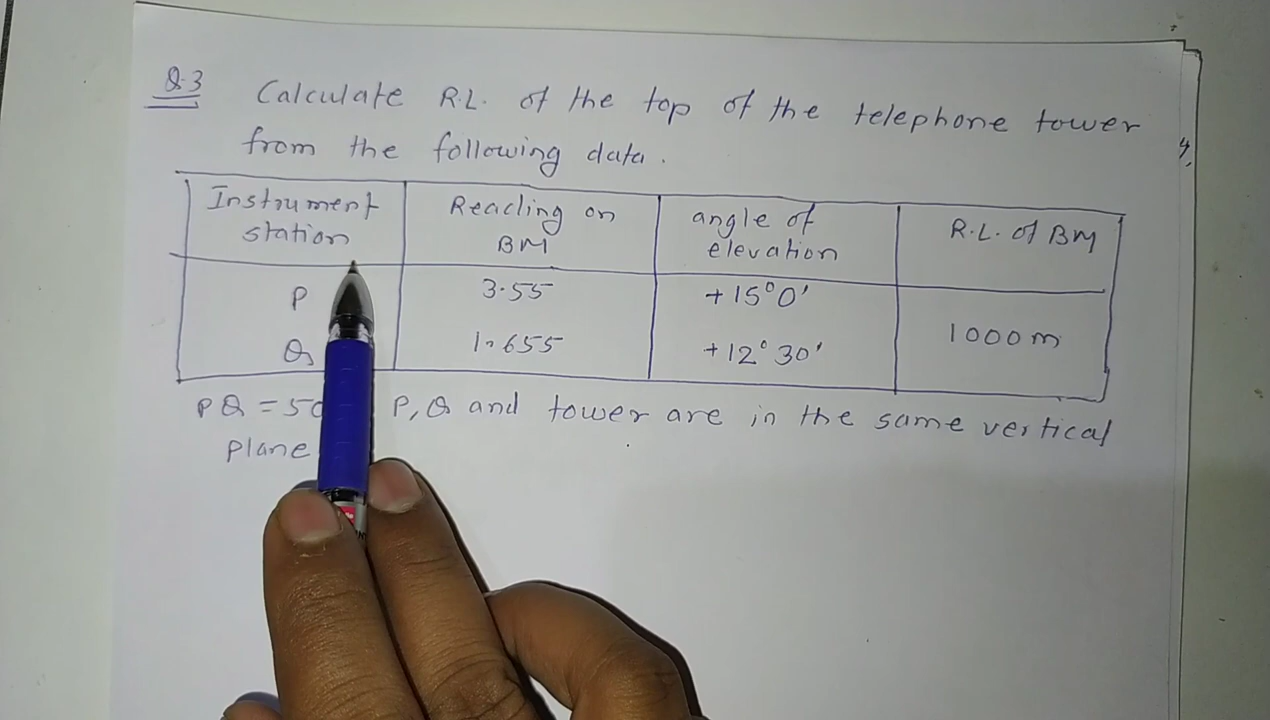 Q.3 Calculate R.L. of the top of the telephone tower
from the following data.
Instrument station | Reading on BM | angle of elevation | R.L. of BM
P | 3.55 | +15°0' | 1000m
Q | 1.655 | +12°30'
PQ = 50 P, Q and tower are in the same vertical
plane